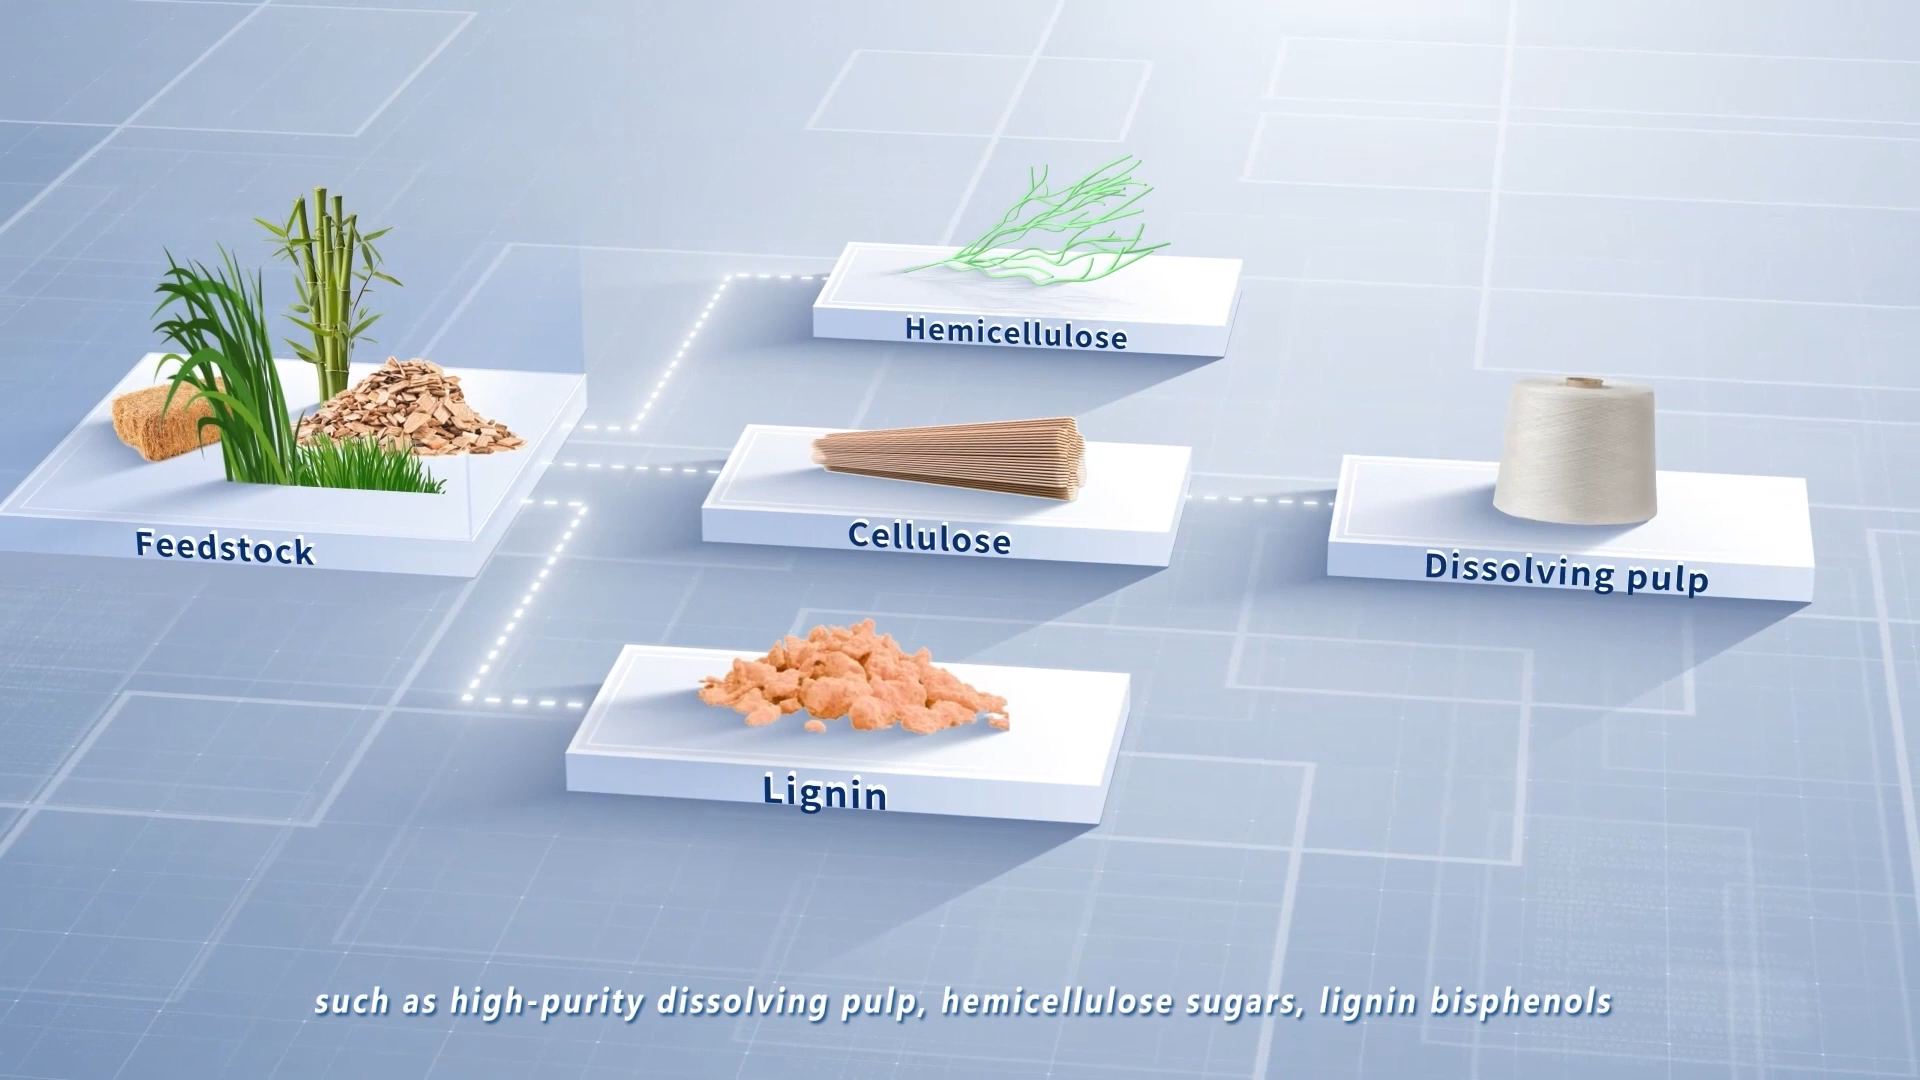 Hemicellulose
Feedstock
Cellulose
Dissolving pulp
Lignin
such as high-purity dissolving pulp, hemicellulose sugars, lignin bisphenols